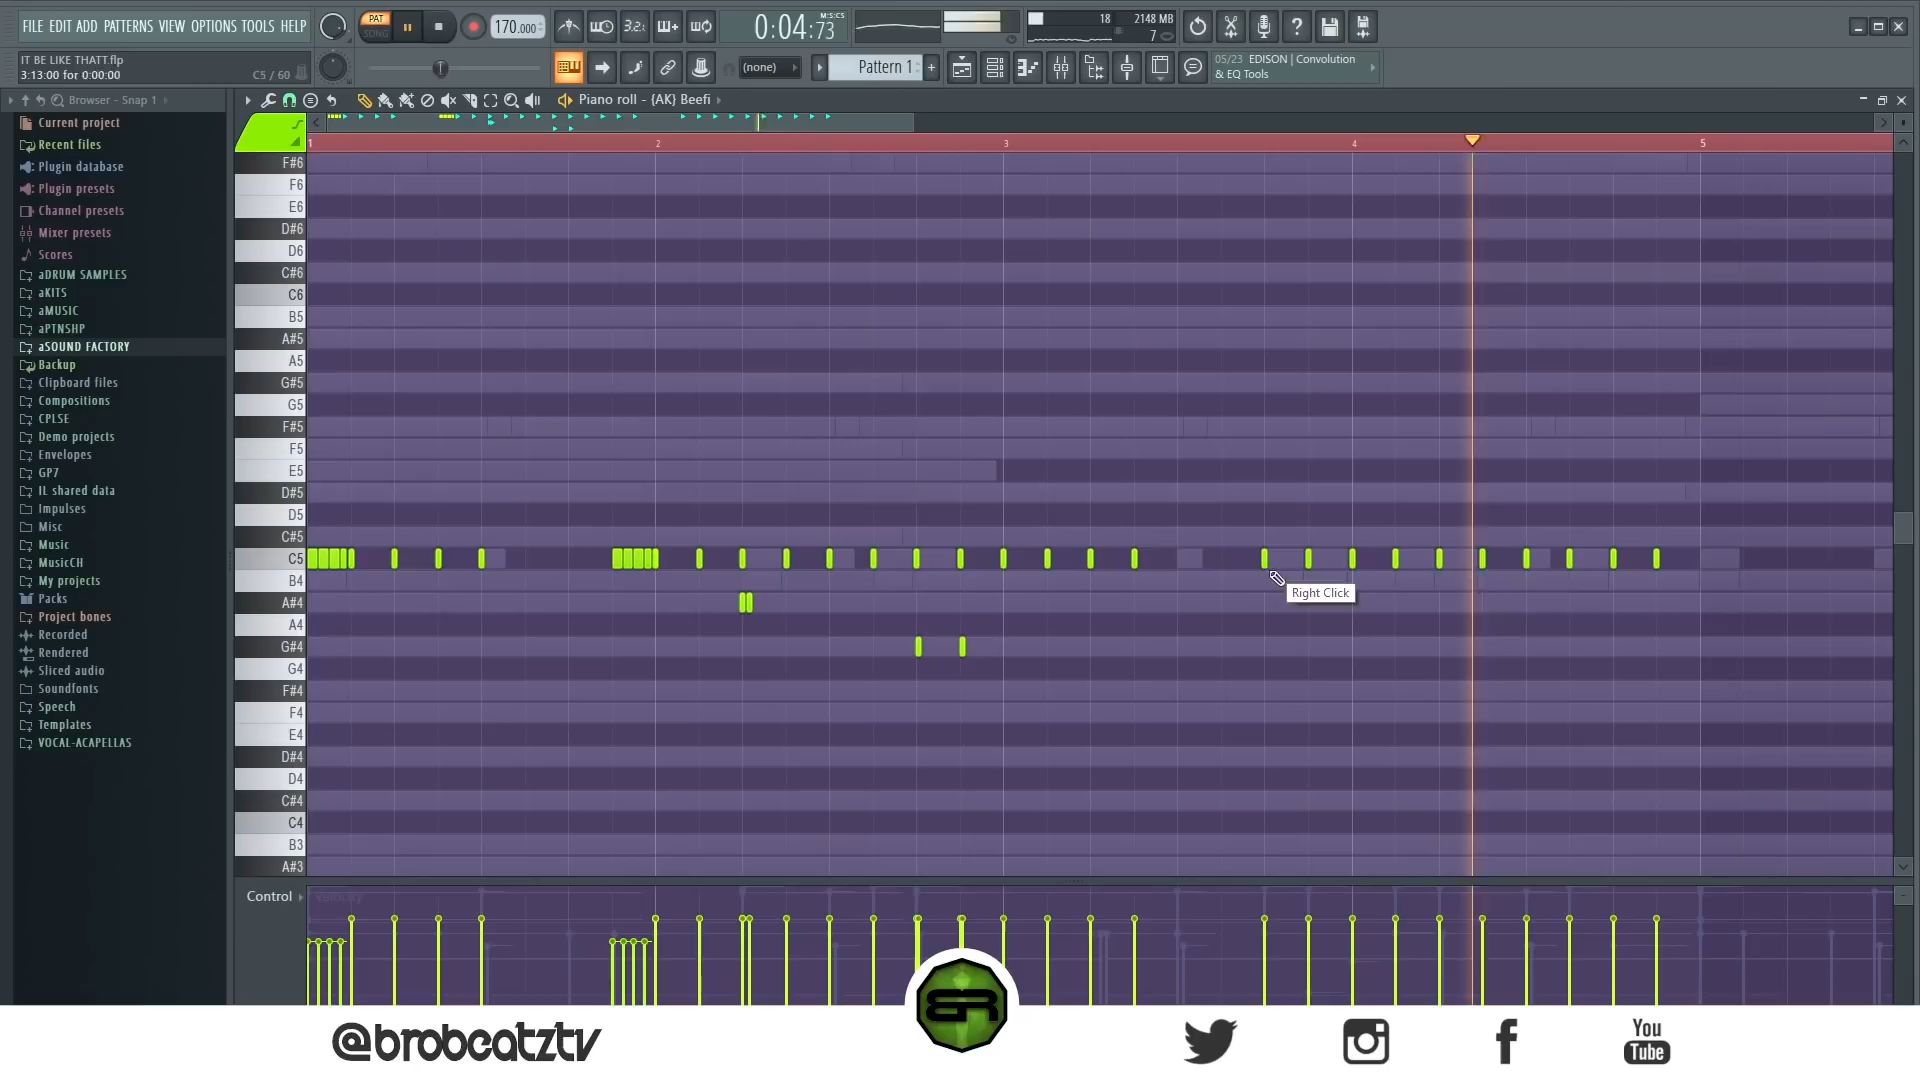 FILE EDIT ADD PATTERNS VIEW OPTIONS TOOLS HELP
PAT
SONG
170.000
3.2:
0:04:73
M:S:CS
18
2148 MB
7
IT BE LIKE THATT.flp
3:13:00 for 0:00:00
C5 / 60
(none)
Pattern 1
05/23 EDISON | Convolution
& EQ Tools
Browser - Snap 1
Piano roll - {AK} Beefi
Current project
Recent files
Plugin database
Plugin presets
Channel presets
Mixer presets
Scores
aDRUM SAMPLES
aKITS
aMUSIC
aPTNSHP
aSOUND FACTORY
Backup
Clipboard files
Compositions
CPLSE
Demo projects
Envelopes
GP7
IL shared data
Impulses
Misc
Music
MusicCH
My projects
Packs
Project bones
Recorded
Rendered
Sliced audio
Soundfonts
Speech
Templates
VOCAL-ACAPELLAS
1 2 3 4 5
F#6
F6
E6
D#6
D6
C#6
C6
B5
A#5
A5
G#5
G5
F#5
F5
E5
D#5
D5
C#5
C5
B4
A#4
A4
G#4
G4
F#4
F4
E4
D#4
D4
C#4
C4
B3
A#3
Right Click
Control
Velocity
@brobeatztv
BR
You
Tube